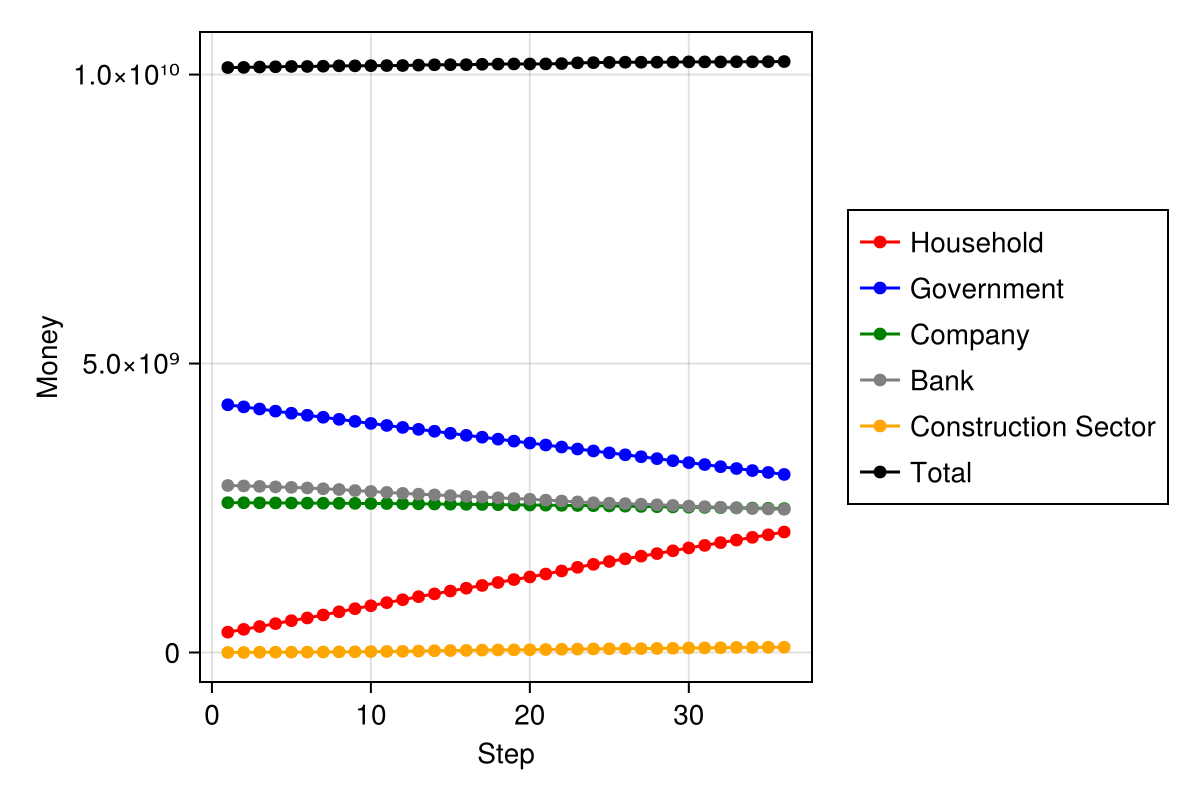 1.0×10¹⁰
5.0×10⁹
0
Money
0 10 20 30
Step
Household
Government
Company
Bank
Construction Sector
Total